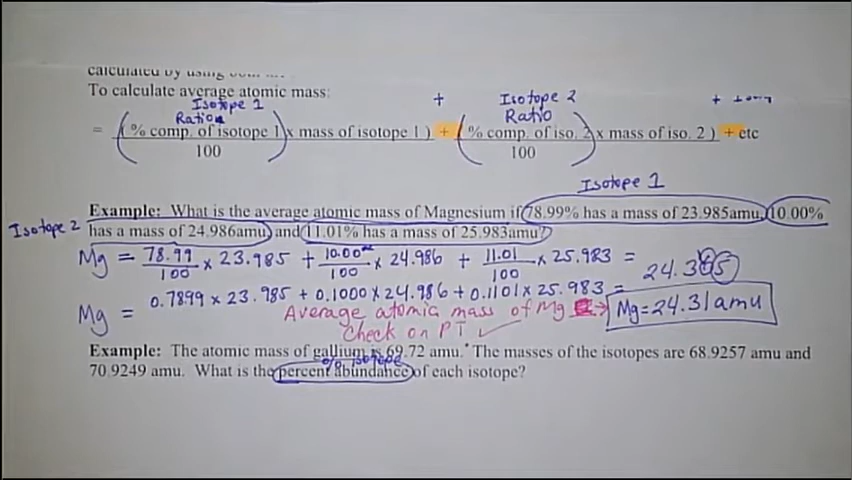 calculated by using
To calculate average atomic mass:
Isotope 1 + Isotope 2 +
Ratio Ratio
= ( % comp. of isotope 1 x mass of isotope 1 ) + ( % comp. of iso. 2 x mass of iso. 2 ) + etc
100 100
Isotope 1
Example: What is the average atomic mass of Magnesium if 78.99% has a mass of 23.985amu, 10.00%
Isotope 2 has a mass of 24.986amu and 11.01% has a mass of 25.983amu?
Mg = 78.99/100 x 23.985 + 10.00/100 x 24.986 + 11.01/100 x 25.983 =
24.305
Mg = 0.7899 x 23.985 + 0.1000 x 24.986 + 0.1101 x 25.983 =
Average atomic mass of Mg → Mg = 24.31 amu
Check on PT ✓
Example: The atomic mass of gallium is 69.72 amu. The masses of the isotopes are 68.9257 amu and
% isotope
70.9249 amu. What is the percent abundance of each isotope?